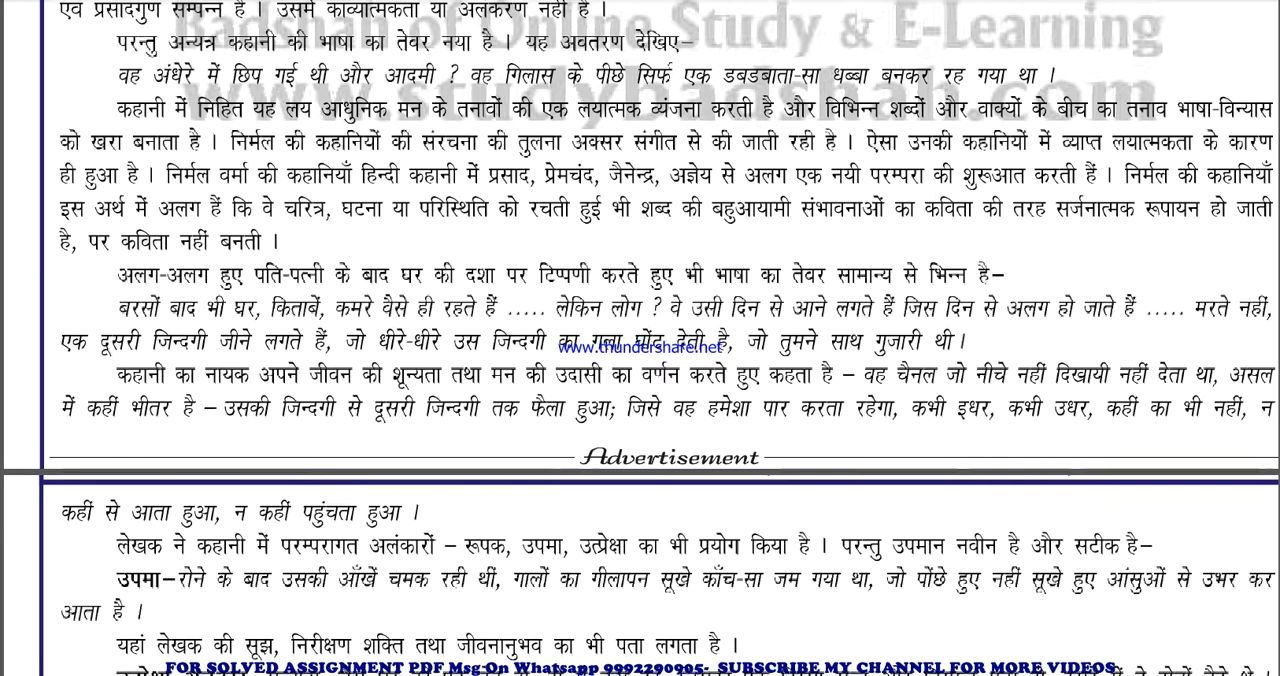 एवं प्रसादगुण सम्पन्न है । उसमें काव्यात्मकता या अलंकरण नहीं है ।
Badshah of Online Study & E-Learning
परन्तु अन्यत्र कहानी की भाषा का तेवर नया है । यह अवतरण देखिए–
वह अंधेरे में छिप गई थी और आदमी ? वह गिलास के पीछे सिर्फ एक डबडबाता-सा धब्बा बनकर रह गया था ।
www.studybadshah.com
कहानी में निहित यह लय आधुनिक मन के तनावों की एक लयात्मक व्यंजना करती है और विभिन्न शब्दों और वाक्यों के बीच का तनाव भाषा-विन्यास
को खरा बनाता है । निर्मल की कहानियों की संरचना की तुलना अक्सर संगीत से की जाती रही है । ऐसा उनकी कहानियों में व्याप्त लयात्मकता के कारण
ही हुआ है । निर्मल वर्मा की कहानियाँ हिन्दी कहानी में प्रसाद, प्रेमचंद, जैनेन्द्र, अज्ञेय से अलग एक नयी परम्परा की शुरूआत करती हैं । निर्मल की कहानियाँ
इस अर्थ में अलग हैं कि वे चरित्र, घटना या परिस्थिति को रचती हुई भी शब्द की बहुआयामी संभावनाओं का कविता की तरह सर्जनात्मक रूपायन हो जाती
है, पर कविता नहीं बनती ।
अलग-अलग हुए पति-पत्नी के बाद घर की दशा पर टिप्पणी करते हुए भी भाषा का तेवर सामान्य से भिन्न है–
बरसों बाद भी घर, किताबें, कमरे वैसे ही रहते हैं ..... लेकिन लोग ? वे उसी दिन से आने लगते हैं जिस दिन से अलग हो जाते हैं ..... मरते नहीं,
एक दूसरी जिन्दगी जीने लगते हैं, जो धीरे-धीरे उस जिन्दगी का गला घोंट देती है, जो तुमने साथ गुजारी थी ।
www.thundershare.net
कहानी का नायक अपने जीवन की शून्यता तथा मन की उदासी का वर्णन करते हुए कहता है – वह चैनल जो नीचे नहीं दिखायी नहीं देता था, असल
में कहीं भीतर है – उसकी जिन्दगी से दूसरी जिन्दगी तक फैला हुआ; जिसे वह हमेशा पार करता रहेगा, कभी इधर, कभी उधर, कहीं का भी नहीं, न
Advertisement
कहीं से आता हुआ, न कहीं पहुंचता हुआ ।
लेखक ने कहानी में परम्परागत अलंकारों – रूपक, उपमा, उत्प्रेक्षा का भी प्रयोग किया है । परन्तु उपमान नवीन है और सटीक है–
उपमा–रोने के बाद उसकी आँखें चमक रही थीं, गालों का गीलापन सूखे काँच-सा जम गया था, जो पोंछे हुए नहीं सूखे हुए आंसुओं से उभर कर
आता है ।
यहां लेखक की सूझ, निरीक्षण शक्ति तथा जीवनानुभव का भी पता लगता है ।
FOR SOLVED ASSIGNMENT PDF Msg On Whatsapp 9992290905- SUBSCRIBE MY CHANNEL FOR MORE VIDEOS